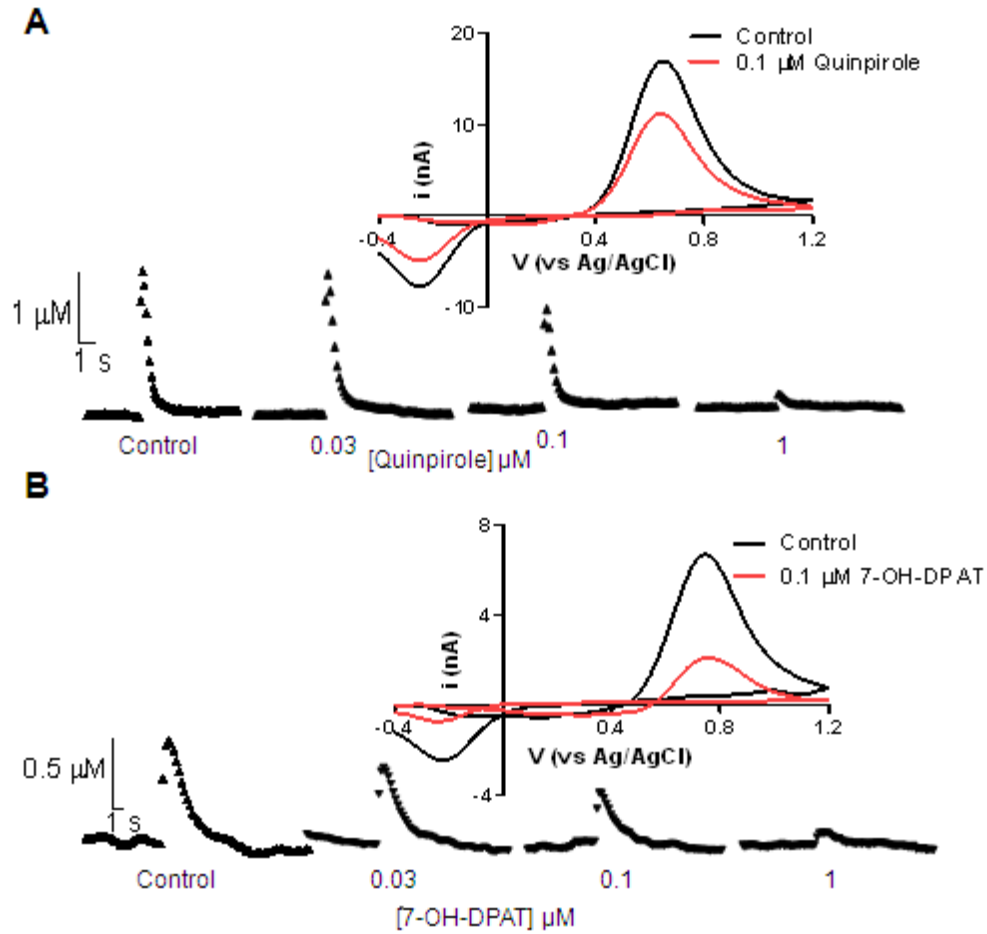 A
20
Control
0.1 µM Quinpirole
10
i (nA)
-0.4
0.4
0.8
1.2
V (vs Ag/AgCl)
-10
1 µM
1 s
Control
0.03
0.1
1
[Quinpirole] µM
B
8
Control
0.1 µM 7-OH-DPAT
4
i (nA)
-0.4
0.4
0.8
1.2
V (vs Ag/AgCl)
-4
0.5 µM
1 s
Control
0.03
0.1
1
[7-OH-DPAT] µM